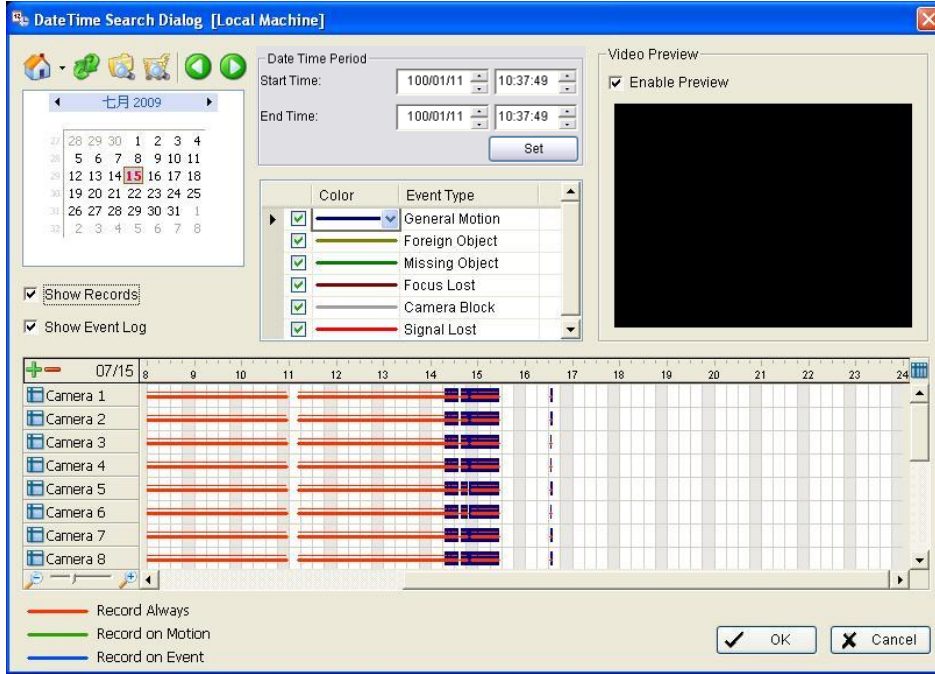 DateTime Search Dialog [Local Machine]
Date Time Period
Start Time: 100/01/11 10:37:49
End Time: 100/01/11 10:37:49
Set
Video Preview
Enable Preview
七月 2009
27 28 29 30 1 2 3 4
28 5 6 7 8 9 10 11
29 12 13 14 15 16 17 18
30 19 20 21 22 23 24 25
31 26 27 28 29 30 31 1
32 2 3 4 5 6 7 8
Color Event Type
General Motion
Foreign Object
Missing Object
Focus Lost
Camera Block
Signal Lost
Show Records
Show Event Log
07/15 8 9 10 11 12 13 14 15 16 17 18 19 20 21 22 23 24
Camera 1
Camera 2
Camera 3
Camera 4
Camera 5
Camera 6
Camera 7
Camera 8
Record Always
Record on Motion
Record on Event
OK
Cancel